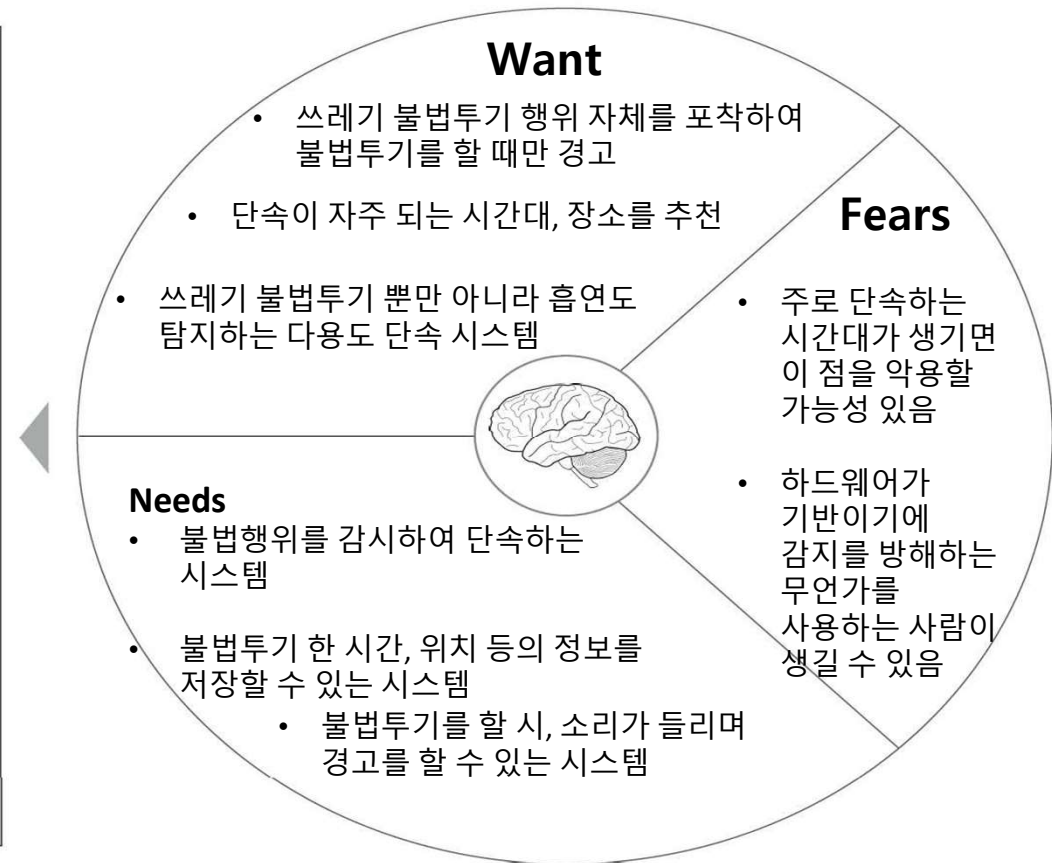 Want
• 쓰레기 불법투기 행위 자체를 포착하여
불법투기를 할 때만 경고
• 단속이 자주 되는 시간대, 장소를 추천
• 쓰레기 불법투기 뿐만 아니라 흡연도
탐지하는 다용도 단속 시스템
Fears
• 주로 단속하는
시간대가 생기면
이 점을 악용할
가능성 있음
• 하드웨어가
기반이기에
감지를 방해하는
무언가를
사용하는 사람이
생길 수 있음
Needs
• 불법행위를 감시하여 단속하는
시스템
• 불법투기 한 시간, 위치 등의 정보를
저장할 수 있는 시스템
• 불법투기를 할 시, 소리가 들리며
경고를 할 수 있는 시스템